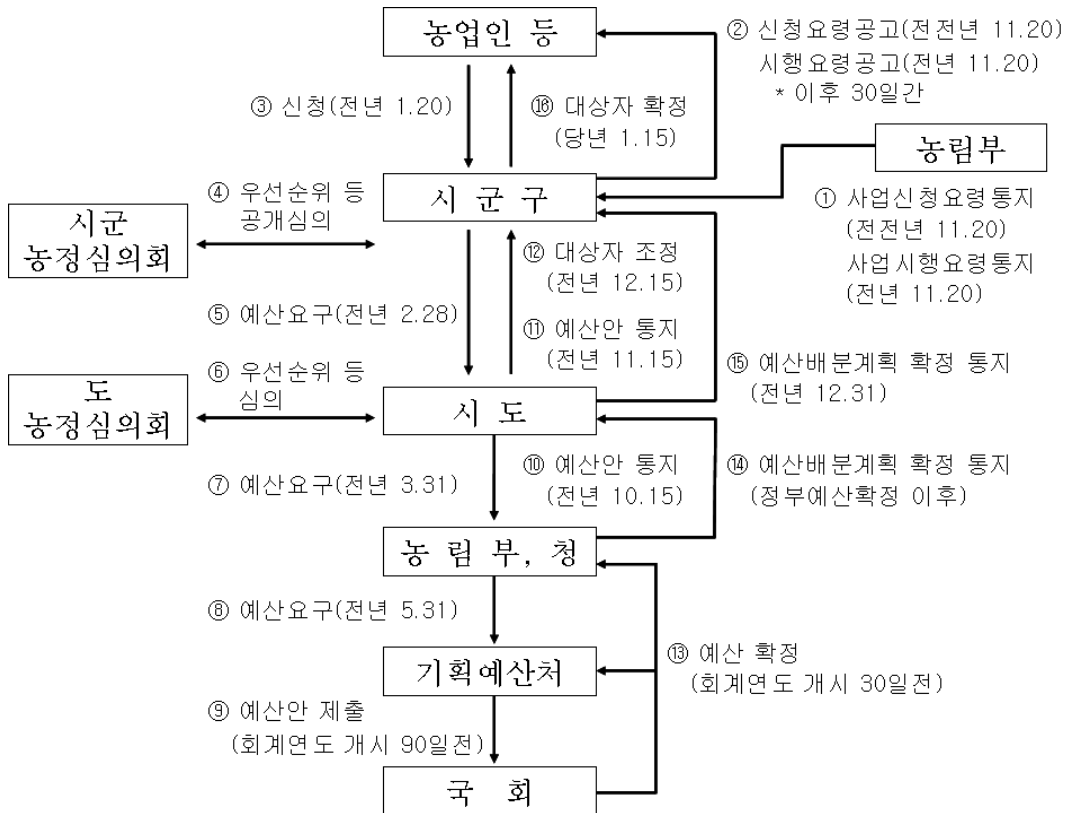 농업인 등
② 신청요령공고(전전년 11.20)
시행요령공고(전년 11.20)
* 이후 30일간
③ 신청(전년 1.20)
⑯ 대상자 확정
(당년 1.15)
농림부
④ 우선순위 등
공개심의
시 군 구
① 사업신청요령통지
(전전년 11.20)
사업시행요령통지
(전년 11.20)
시군
농정심의회
⑫ 대상자 조정
(전년 12.15)
⑤ 예산요구(전년 2.28)
⑪ 예산안 통지
(전년 11.15)
⑥ 우선순위 등
심의
⑮ 예산배분계획 확정 통지
(전년 12.31)
도
농정심의회
시 도
⑦ 예산요구(전년 3.31)
⑩ 예산안 통지
(전년 10.15)
⑭ 예산배분계획 확정 통지
(정부예산확정 이후)
농 림 부, 청
⑧ 예산요구(전년 5.31)
기획예산처
⑬ 예산 확정
(회계연도 개시 30일전)
⑨ 예산안 제출
(회계연도 개시 90일전)
국 회